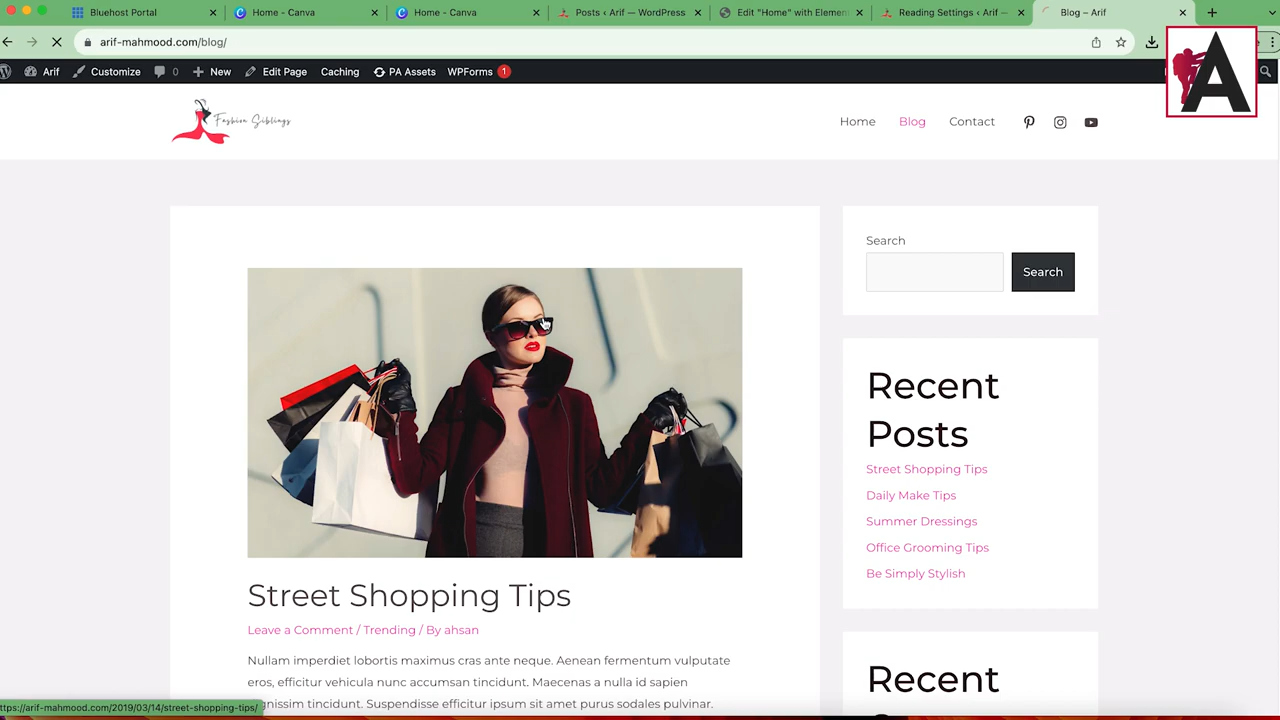 Bluehost Portal
Home - Canva
Home - Canva
Posts ‹ Arif — WordPress
Edit "Home" with Elemen
Reading Settings ‹ Arif —
Blog – Arif
arif-mahmood.com/blog/
Arif
Customize
0
New
Edit Page
Caching
PA Assets
WPForms 1
A
Fashion Siblings
Home
Blog
Contact
Search
Search
Recent
Posts
Street Shopping Tips
Daily Make Tips
Summer Dressings
Office Grooming Tips
Be Simply Stylish
Street Shopping Tips
Leave a Comment / Trending / By ahsan
Nullam imperdiet lobortis maximus cras ante neque. Aenean fermentum vulputate
eros, efficitur vehicula nunc accumsan tincidunt. Maecenas a nulla id sapien
dignissim tincidunt. Suspendisse efficitur ipsum sit amet purus sodales pulvinar.
Recent
ttps://arif-mahmood.com/2019/03/14/street-shopping-tips/